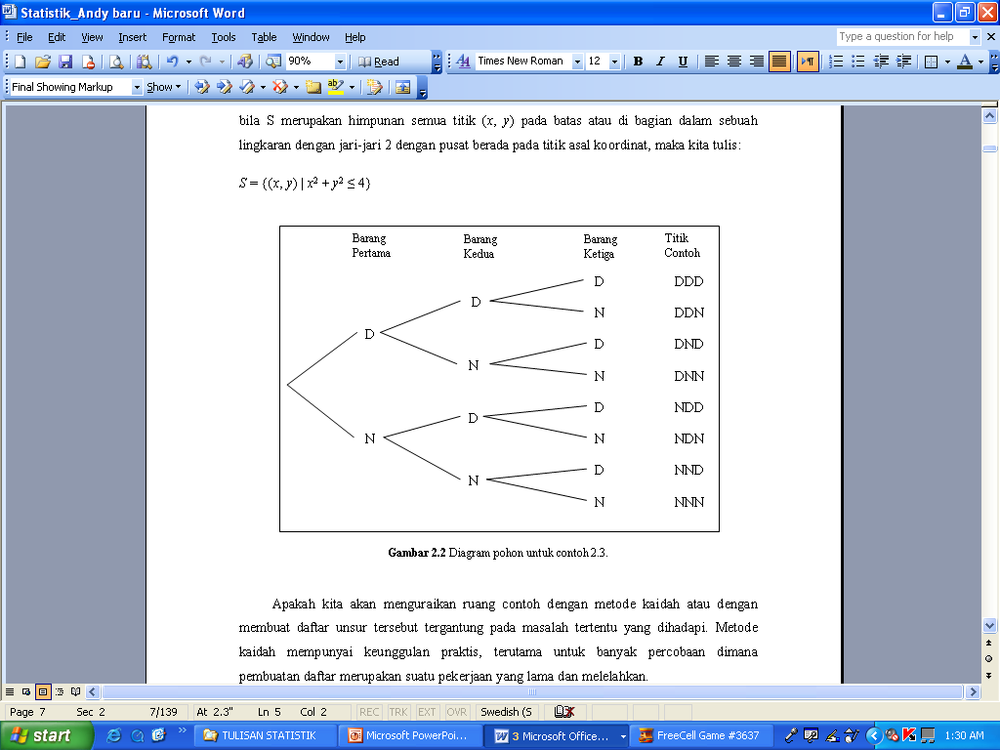 Statistik_Andy baru - Microsoft Word
File Edit View Insert Format Tools Table Window Help
Type a question for help
90% Read Times New Roman 12 B I U
Final Showing Markup Show
bila S merupakan himpunan semua titik (x, y) pada batas atau di bagian dalam sebuah
lingkaran dengan jari-jari 2 dengan pusat berada pada titik asal koordinat, maka kita tulis:
S = {(x, y) | x² + y² ≤ 4}
Barang Pertama
Barang Kedua
Barang Ketiga
Titik Contoh
D DDD
D
N DDN
D
D DND
N
N DNN
D NDD
D
N
N NDN
D NND
N
N NNN
Gambar 2.2 Diagram pohon untuk contoh 2.3.
Apakah kita akan menguraikan ruang contoh dengan metode kaidah atau dengan
membuat daftar unsur tersebut tergantung pada masalah tertentu yang dihadapi. Metode
kaidah mempunyai keunggulan praktis, terutama untuk banyak percobaan dimana
pembuatan daftar merupakan suatu pekerjaan yang lama dan melelahkan.
Page 7 Sec 2 7/139 At 2.3" Ln 5 Col 2 REC TRK EXT OVR Swedish (S
start TULISAN STATISTIK Microsoft PowerPoi... 3 Microsoft Office... FreeCell Game #3637 1:30 AM